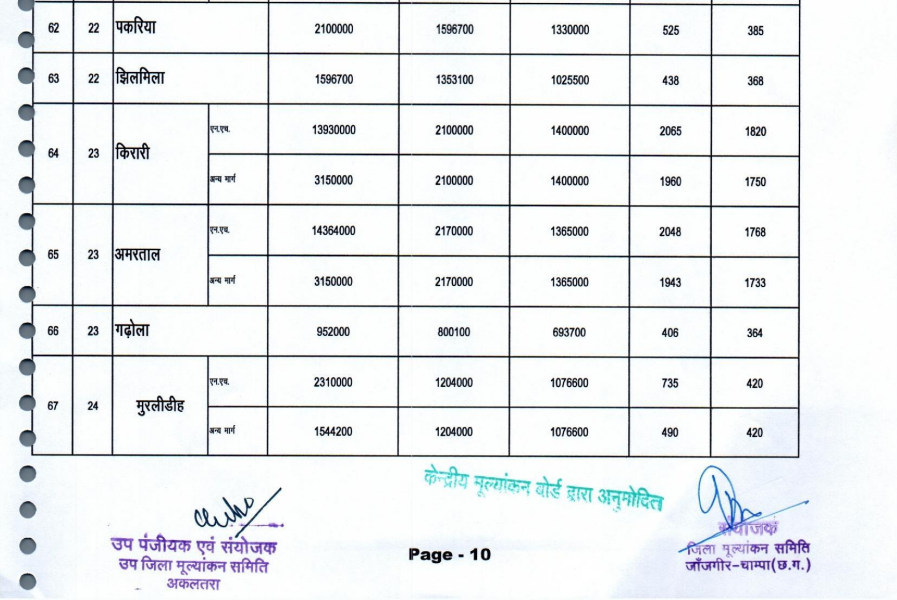 62 22 पकरिया 2100000 1596700 1330000 525 385
63 22 झिलमिला 1596700 1353100 1025500 438 368
64 23 किरारी एन.एच. 13930000 2100000 1400000 2065 1820
अन्य मार्ग 3150000 2100000 1400000 1960 1750
65 23 अमरताल एन.एच. 14364000 2170000 1365000 2048 1768
अन्य मार्ग 3150000 2170000 1365000 1943 1733
66 23 गढ़ोला 952000 800100 693700 406 364
67 24 मुरलीडीह एन.एच. 2310000 1204000 1076600 735 420
अन्य मार्ग 1544200 1204000 1076600 490 420
केन्द्रीय मूल्यांकन बोर्ड द्वारा अनुमोदित
उप पंजीयक एवं संयोजक
उप जिला मूल्यांकन समिति
अकलतरा
Page - 10
संयोजक
जिला मूल्यांकन समिति
जाँजगीर-चाम्पा(छ.ग.)